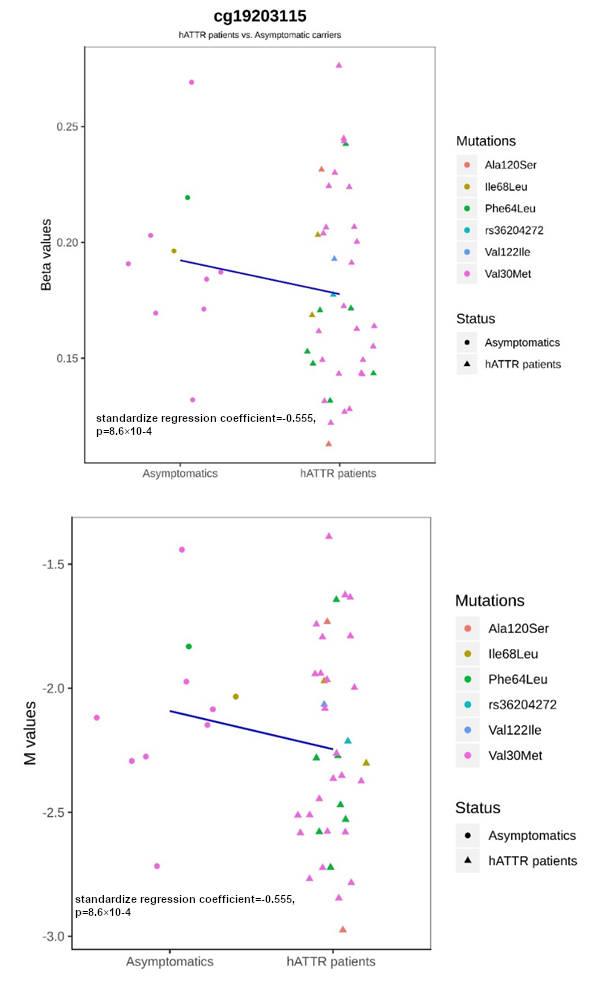 cg19203115
hATTR patients vs. Asymptomatic carriers
Beta values
0.25
0.20
0.15
standardize regression coefficient=-0.555,
p=8.6×10-4
Asymptomatics
hATTR patients
Mutations
Ala120Ser
Ile68Leu
Phe64Leu
rs36204272
Val122Ile
Val30Met
Status
Asymptomatics
hATTR patients
M values
-1.5
-2.0
-2.5
-3.0
standardize regression coefficient=-0.555,
p=8.6×10-4
Asymptomatics
hATTR patients
Mutations
Ala120Ser
Ile68Leu
Phe64Leu
rs36204272
Val122Ile
Val30Met
Status
Asymptomatics
hATTR patients